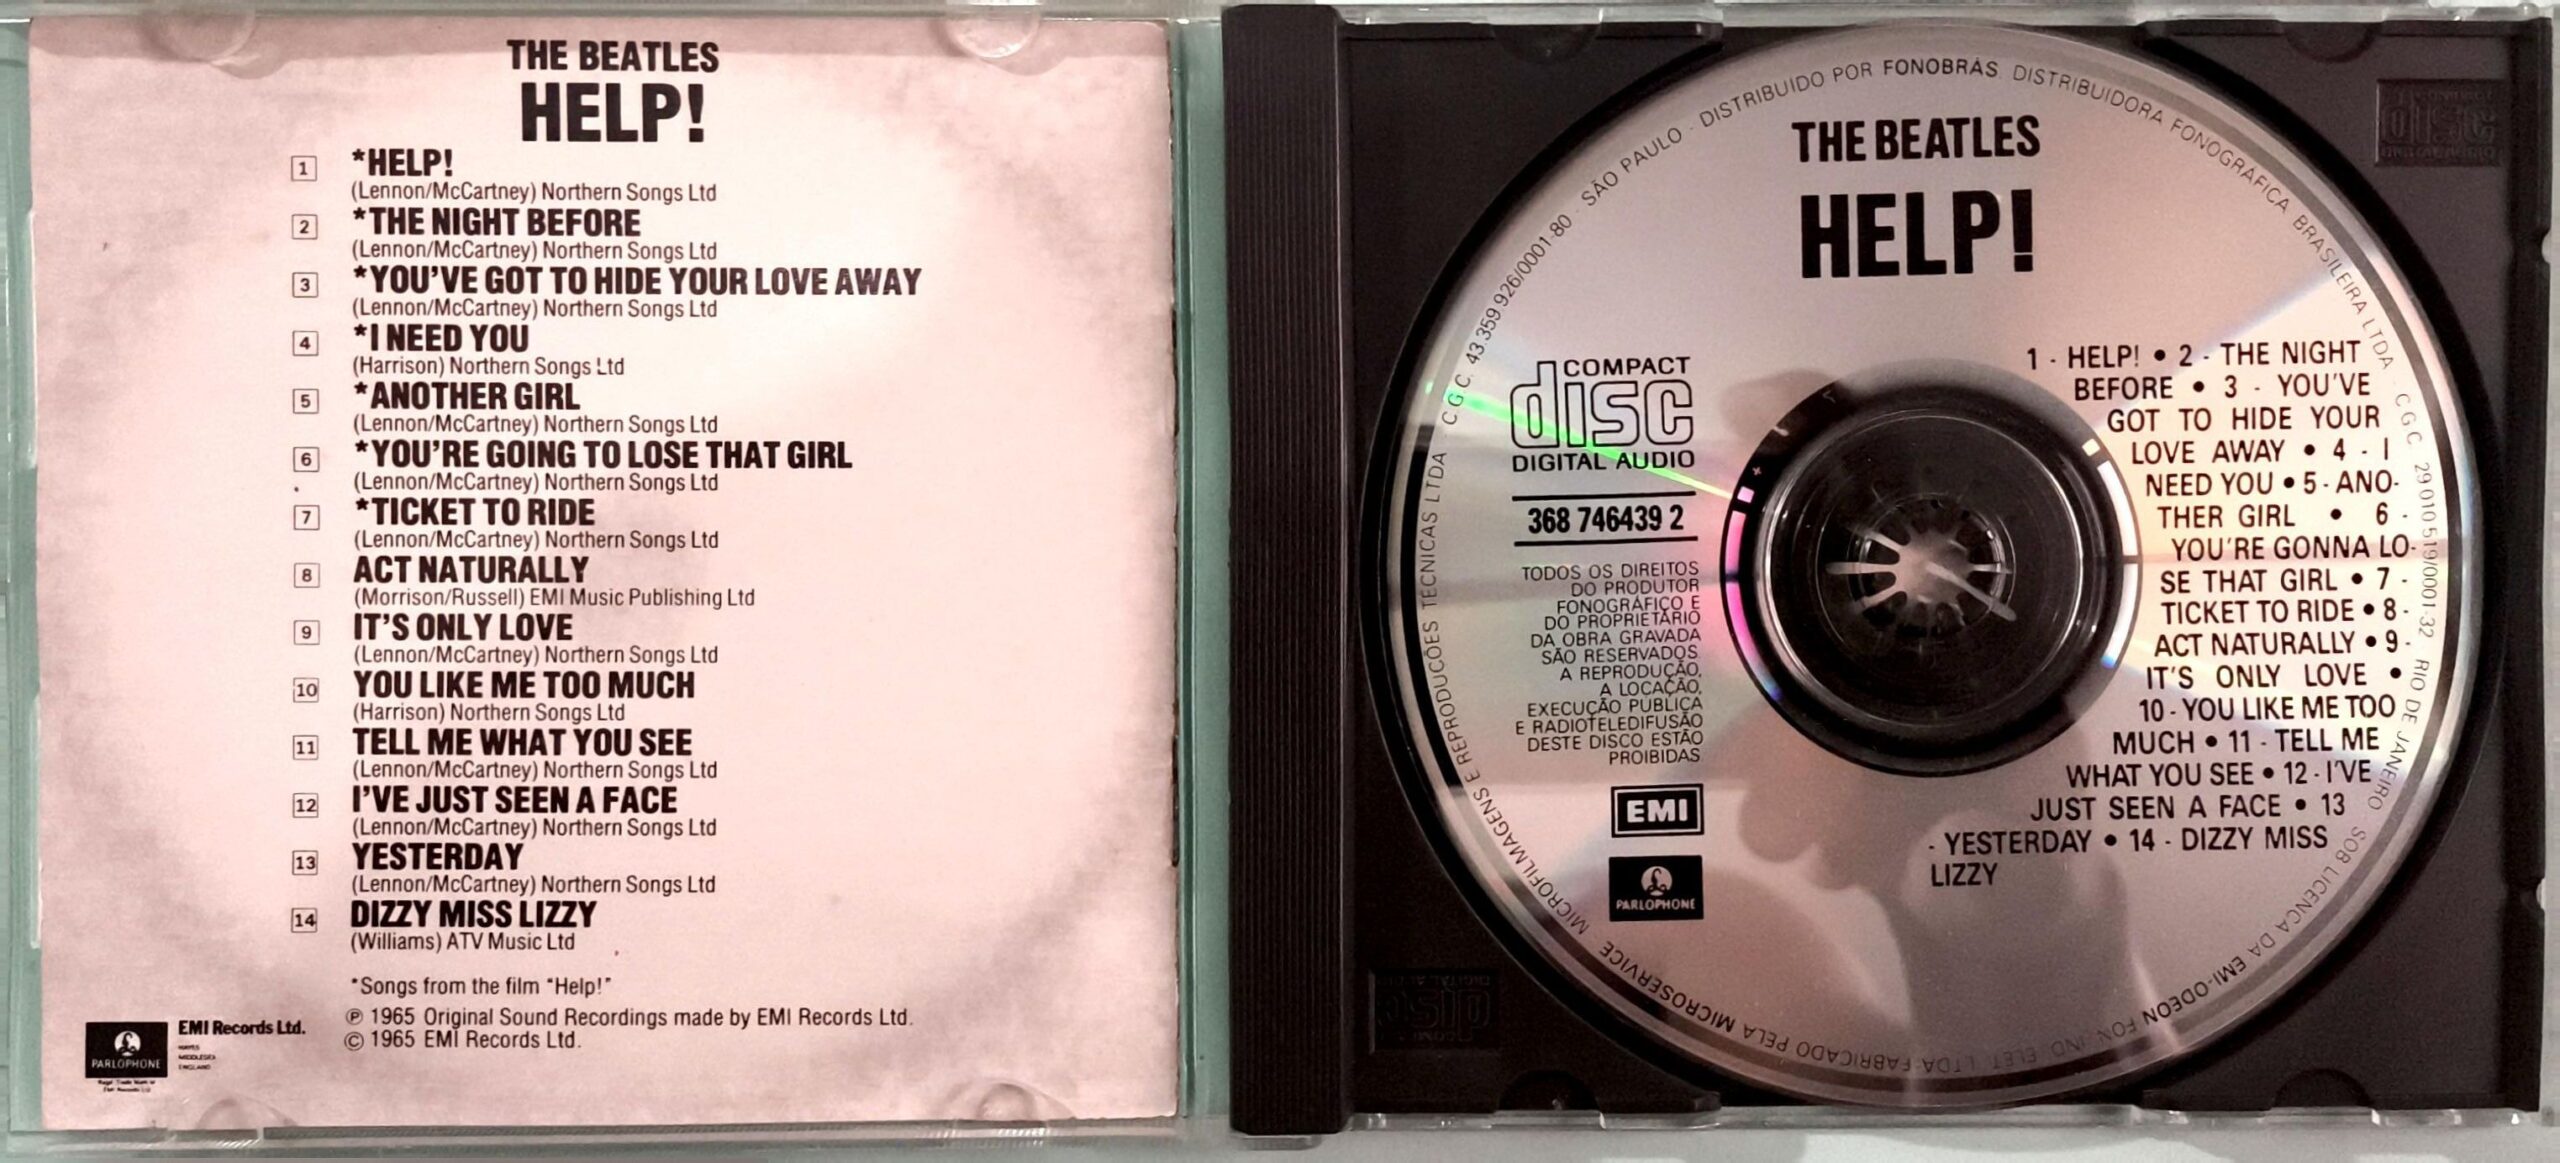 THE BEATLES
HELP!
1 *HELP!
(Lennon/McCartney) Northern Songs Ltd
2 *THE NIGHT BEFORE
(Lennon/McCartney) Northern Songs Ltd
3 *YOU'VE GOT TO HIDE YOUR LOVE AWAY
(Lennon/McCartney) Northern Songs Ltd
4 *I NEED YOU
(Harrison) Northern Songs Ltd
5 *ANOTHER GIRL
(Lennon/McCartney) Northern Songs Ltd
6 *YOU'RE GOING TO LOSE THAT GIRL
(Lennon/McCartney) Northern Songs Ltd
7 *TICKET TO RIDE
(Lennon/McCartney) Northern Songs Ltd
8 ACT NATURALLY
(Morrison/Russell) EMI Music Publishing Ltd
9 IT'S ONLY LOVE
(Lennon/McCartney) Northern Songs Ltd
10 YOU LIKE ME TOO MUCH
(Harrison) Northern Songs Ltd
11 TELL ME WHAT YOU SEE
(Lennon/McCartney) Northern Songs Ltd
12 I'VE JUST SEEN A FACE
(Lennon/McCartney) Northern Songs Ltd
13 YESTERDAY
(Lennon/McCartney) Northern Songs Ltd
14 DIZZY MISS LIZZY
(Williams) ATV Music Ltd
*Songs from the film "Help!"
℗ 1965 Original Sound Recordings made by EMI Records Ltd.
© 1965 EMI Records Ltd.
PARLOPHONE
EMI Records Ltd.
HAYES
MIDDLESEX
ENGLAND
THE BEATLES
HELP!
COMPACT
disc
DIGITAL AUDIO
368 746439 2
TODOS OS DIREITOS
DO PRODUTOR
FONOGRÁFICO E
DO PROPRIETÁRIO
DA OBRA GRAVADA
SÃO RESERVADOS.
A REPRODUÇÃO,
A LOCAÇÃO,
EXECUÇÃO PÚBLICA
E RADIOTELEDIFUSÃO
DESTE DISCO ESTÃO
PROIBIDAS
EMI
PARLOPHONE
1 - HELP! • 2 - THE NIGHT
BEFORE • 3 - YOU'VE
GOT TO HIDE YOUR
LOVE AWAY • 4 - I
NEED YOU • 5 - ANO-
THER GIRL • 6 -
YOU'RE GONNA LO-
SE THAT GIRL • 7 -
TICKET TO RIDE • 8 -
ACT NATURALLY • 9 -
IT'S ONLY LOVE •
10 - YOU LIKE ME TOO
MUCH • 11 - TELL ME
WHAT YOU SEE • 12 - I'VE
JUST SEEN A FACE • 13
- YESTERDAY • 14 - DIZZY MISS
LIZZY
FABRICADO PELA MICROSERVICE MICROFILMAGENS E REPRODUÇÕES TECNICAS LTDA · C.G.C. 43.359.926/0001-80 · SÃO PAULO · DISTRIBUIDO POR FONOBRÁS DISTRIBUIDORA FONOGRÁFICA BRASILEIRA LTDA · C.G.C. 29.010.519/0001-32 RIO DE JANEIRO SOB LICENCA DA EMI-ODEON FON. IND. ELET. LTDA